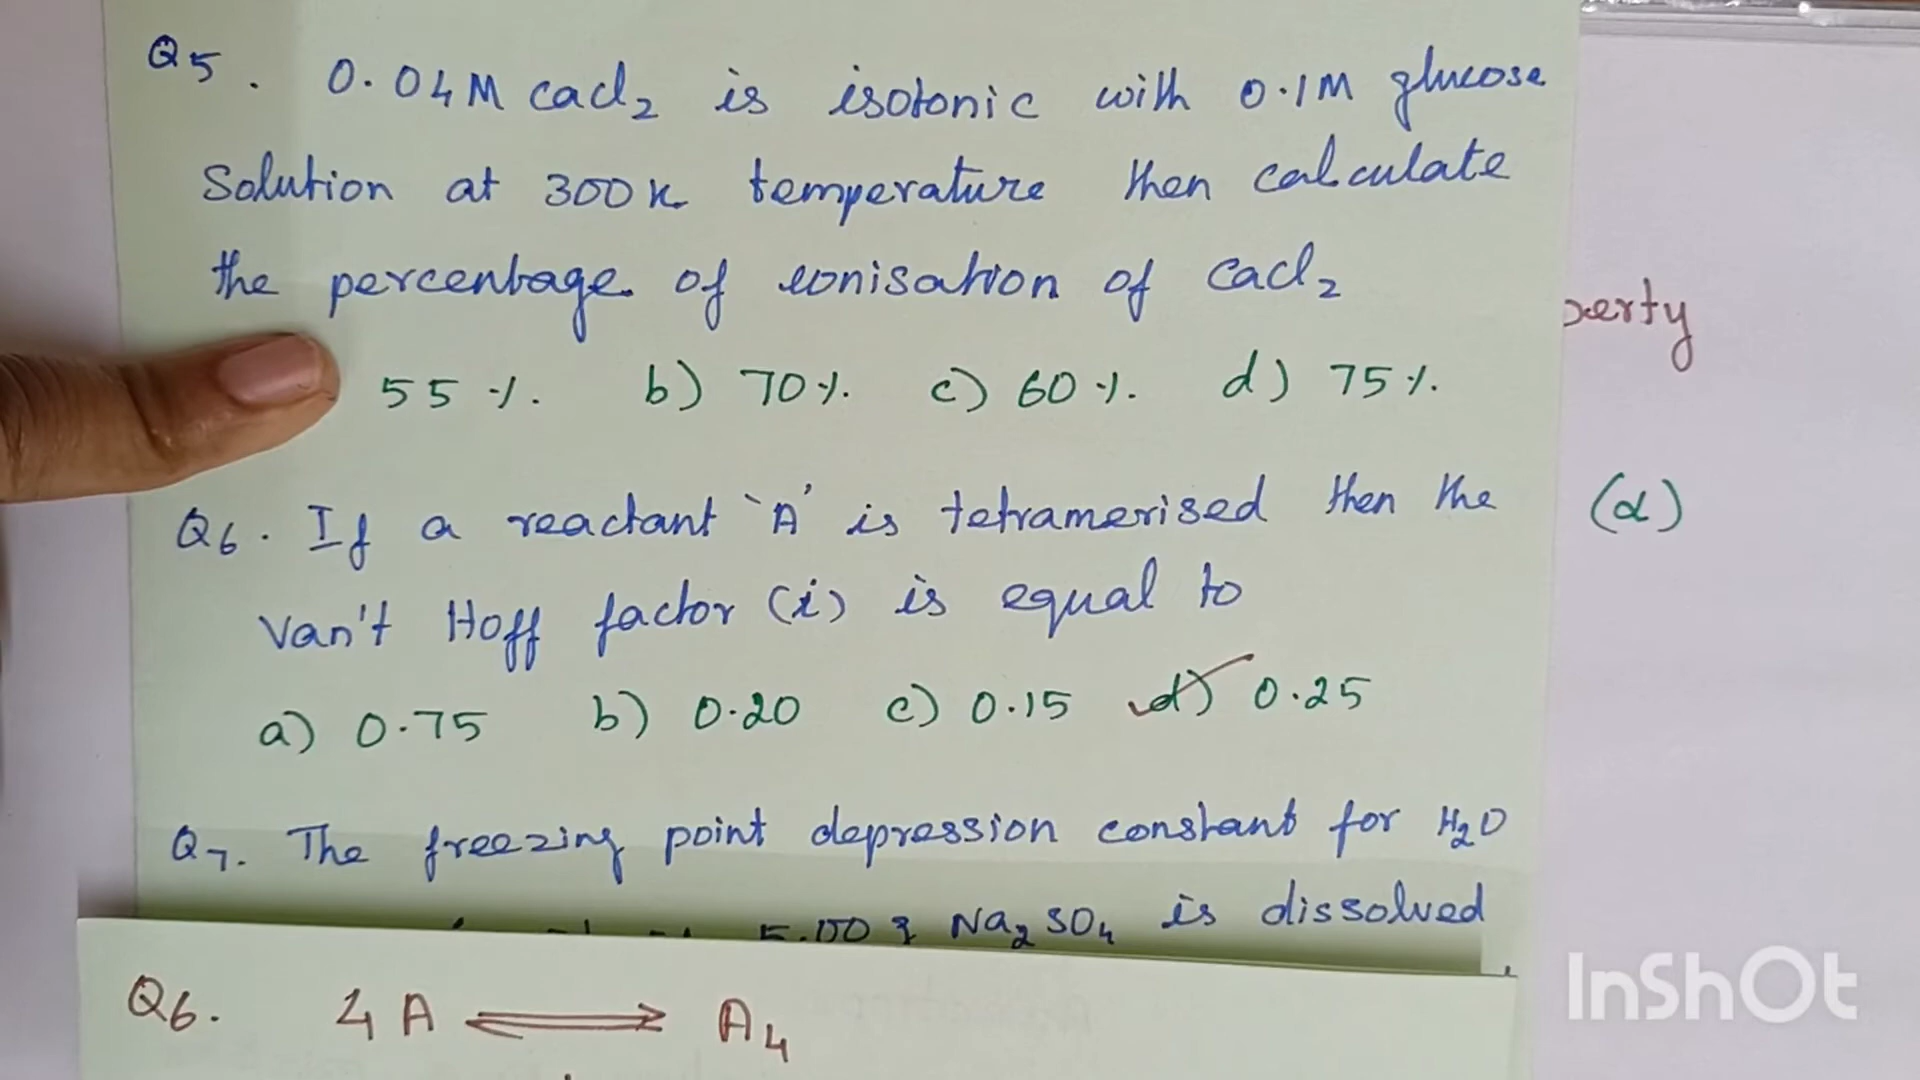 Q5. 0.04M cacl2 is isotonic with 0.1M glucose
Solution at 300K temperature then calculate
the percentage of ionisation of cacl2
55%. b) 70%. c) 60%. d) 75%.
Q6. If a reactant 'A' is tetramerised then the
Van't Hoff factor (i) is equal to
a) 0.75 b) 0.20 c) 0.15 d) 0.25
Q7. The freezing point depression constant for H2O
5.00 g Na2SO4 is dissolved
Q6. 4A ⇌ A4
perty
(α)
InShOt